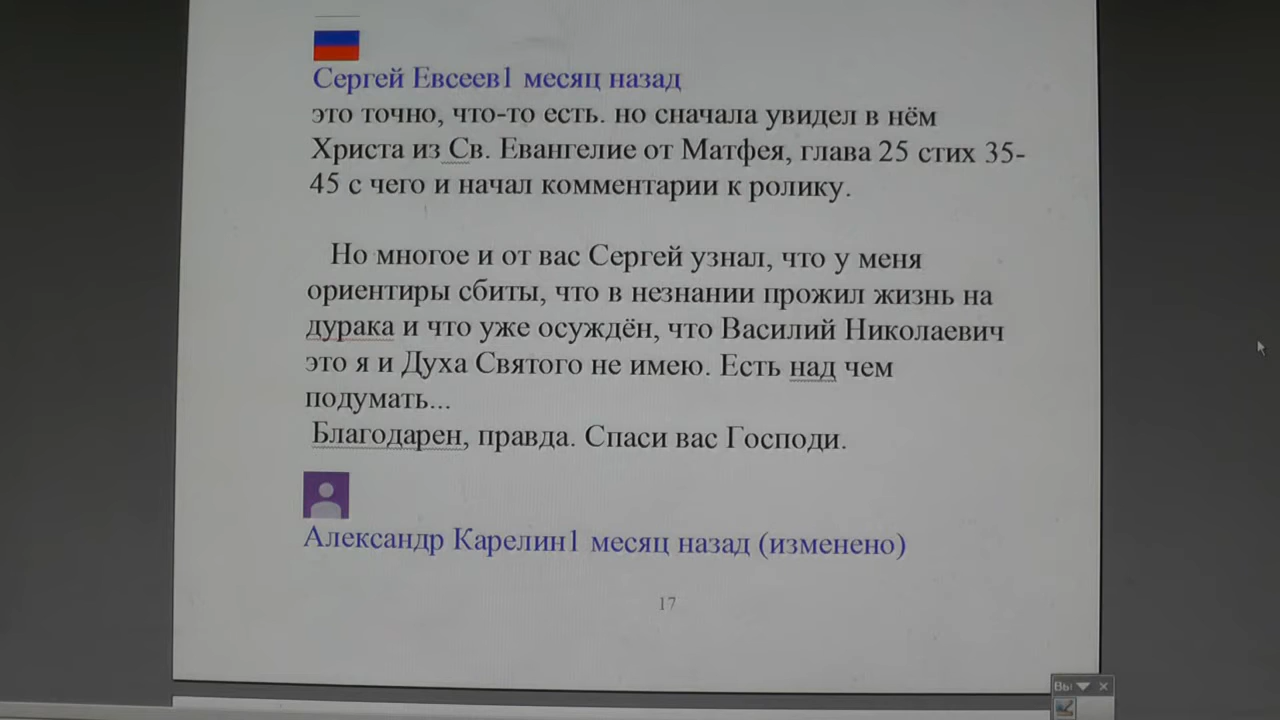 Сергей Евсеев1 месяц назад
это точно, что-то есть. но сначала увидел в нём
Христа из Св. Евангелие от Матфея, глава 25 стих 35-
45 с чего и начал комментарии к ролику.
Но многое и от вас Сергей узнал, что у меня
ориентиры сбиты, что в незнании прожил жизнь на
дурака и что уже осуждён, что Василий Николаевич
это я и Духа Святого не имею. Есть над чем
подумать...
Благодарен, правда. Спаси вас Господи.
Александр Карелин1 месяц назад (изменено)
17
Вы